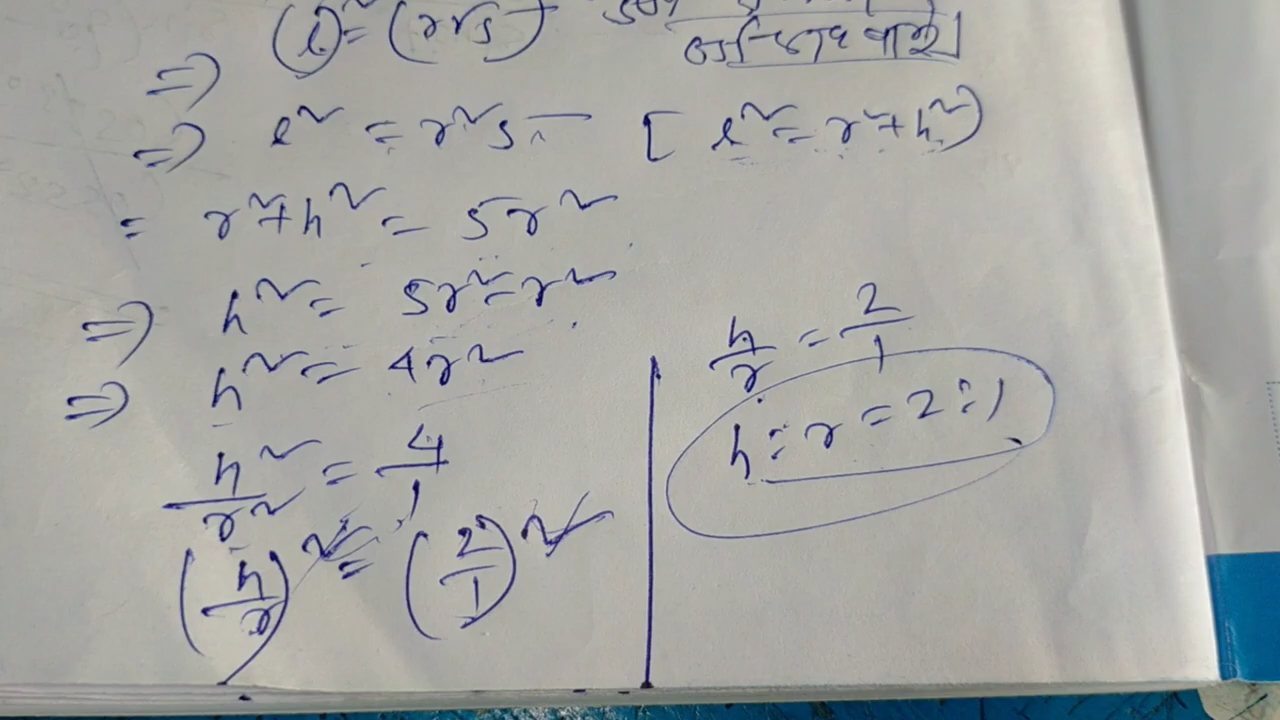 => (l)² = (r√5)²
=> l² = r²5 [ l² = r²+h² )
= r²+h² = 5r²
=> h² = 5r²-r²
=> h² = 4r²
h²/r² = 4/1
(h/r)² = (2/1)²
h/r = 2/1
h : r = 2 : 1